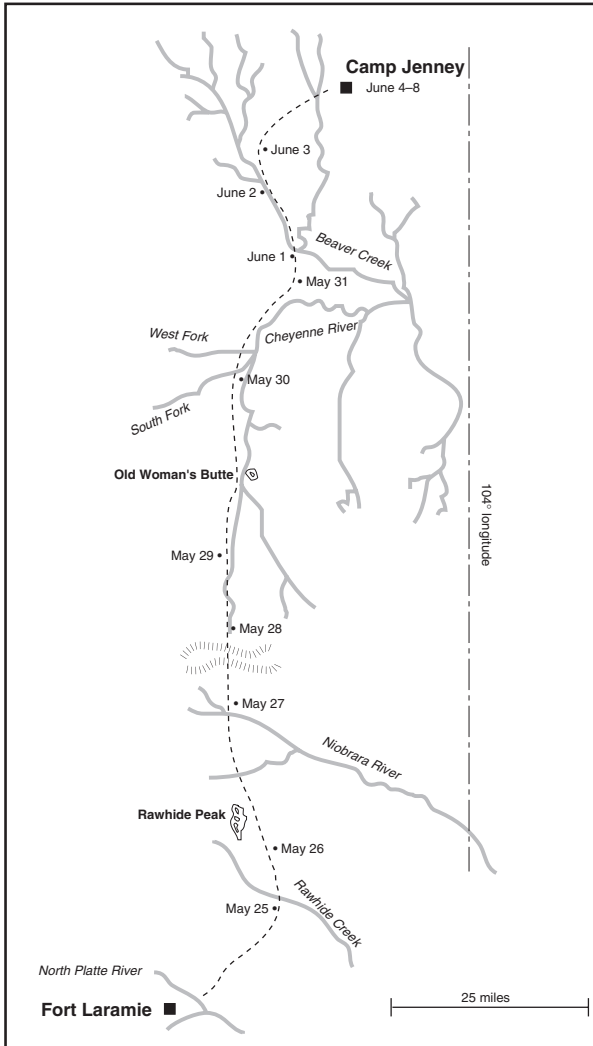 Camp Jenney
June 4–8
June 3
June 2
Beaver Creek
June 1
May 31
West Fork
Cheyenne River
May 30
South Fork
Old Woman's Butte
104° longitude
May 29
May 28
May 27
Niobrara River
Rawhide Peak
May 26
Rawhide Creek
May 25
North Platte River
Fort Laramie
25 miles